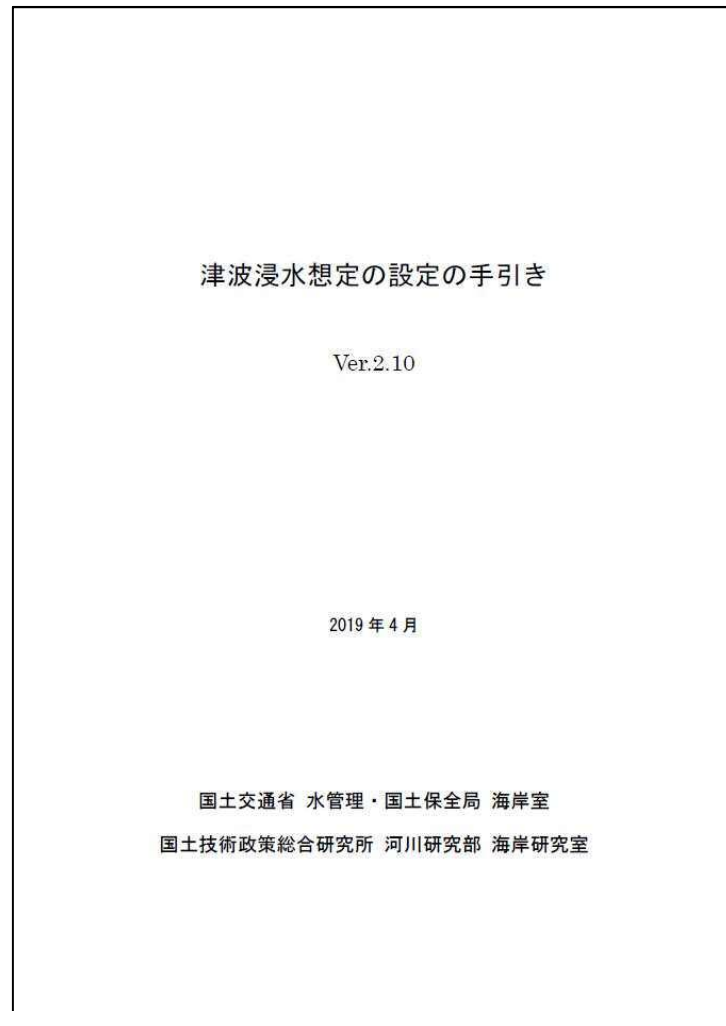 津波浸水想定の設定の手引き
Ver.2.10
2019 年 4 月
国土交通省 水管理・国土保全局 海岸室
国土技術政策総合研究所 河川研究部 海岸研究室